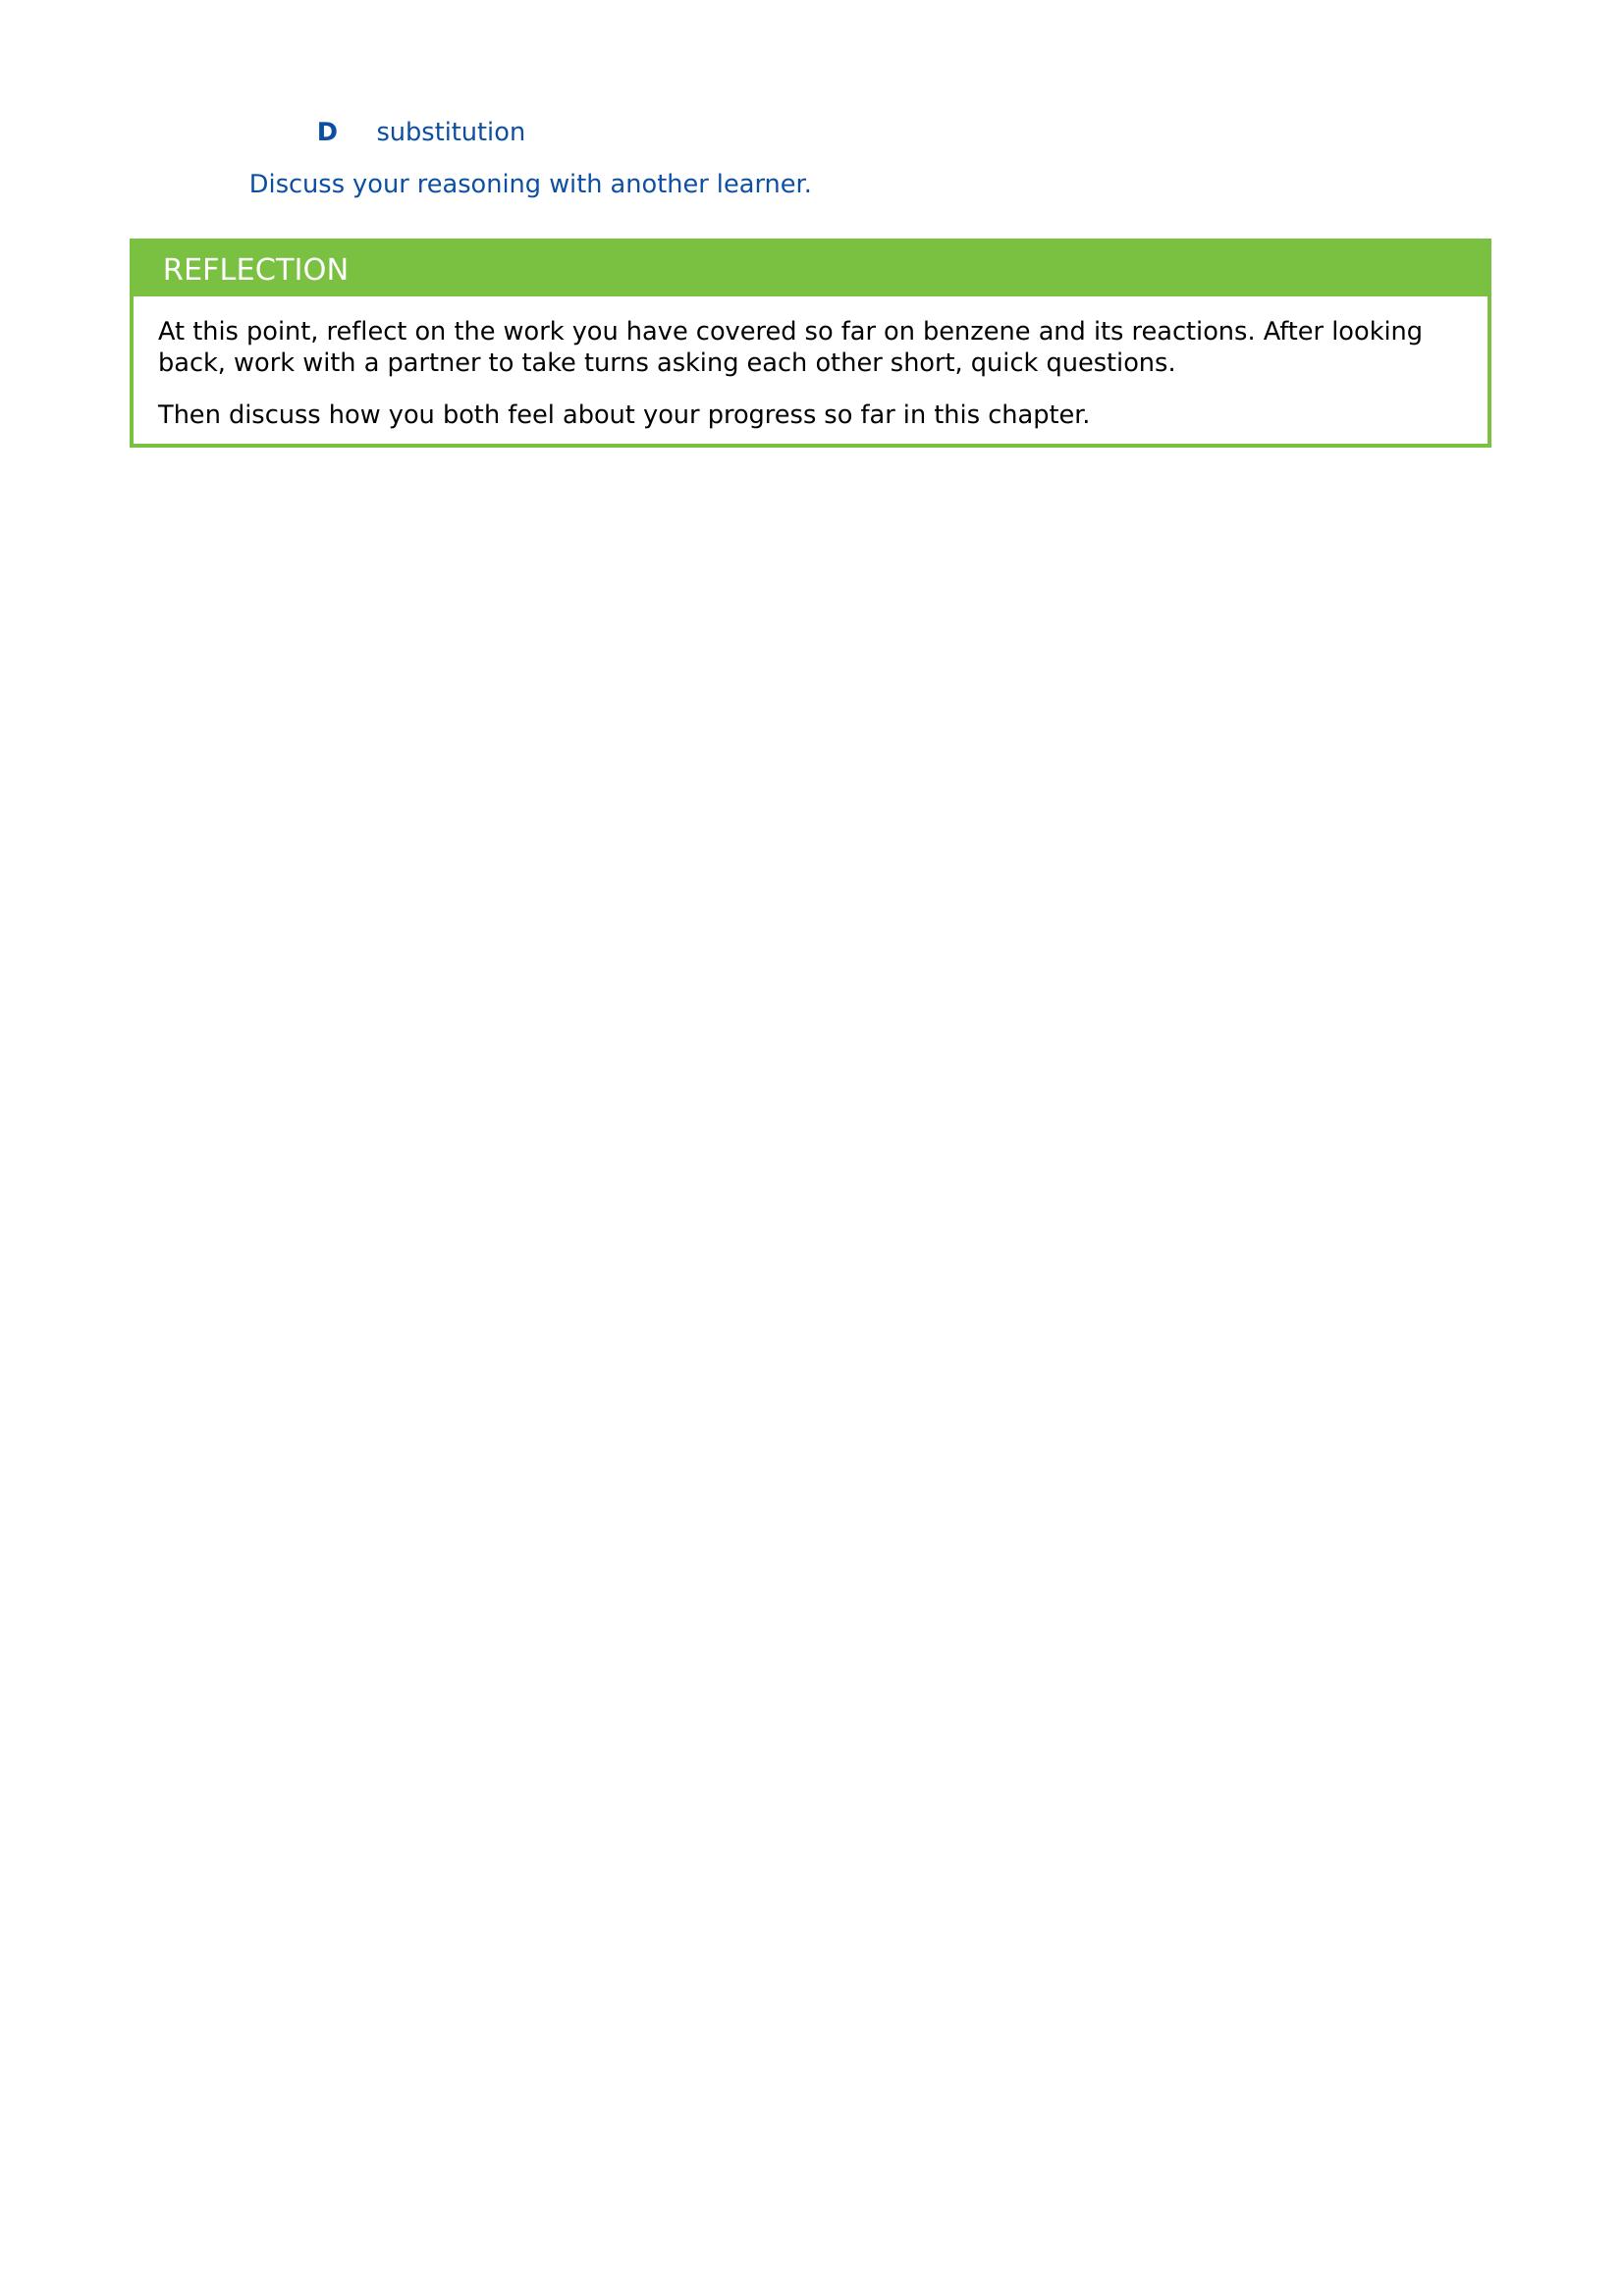 D substitution
Discuss your reasoning with another learner.
REFLECTION
At this point, reflect on the work you have covered so far on benzene and its reactions. After looking
back, work with a partner to take turns asking each other short, quick questions.
Then discuss how you both feel about your progress so far in this chapter.